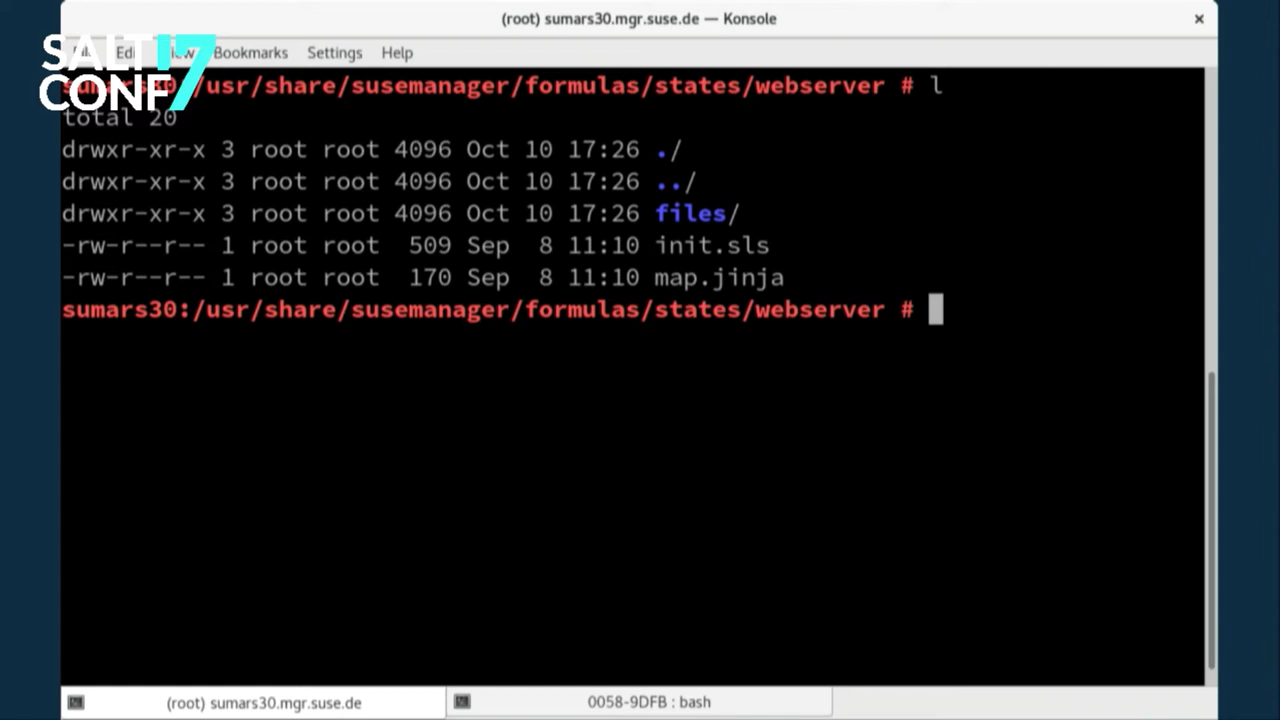 (root) sumars30.mgr.suse.de — Konsole
SALT 17
CONF
Bookmarks Settings Help
sumars30:/usr/share/susemanager/formulas/states/webserver # l
total 20
drwxr-xr-x 3 root root 4096 Oct 10 17:26 ./
drwxr-xr-x 3 root root 4096 Oct 10 17:26 ../
drwxr-xr-x 3 root root 4096 Oct 10 17:26 files/
-rw-r--r-- 1 root root  509 Sep  8 11:10 init.sls
-rw-r--r-- 1 root root  170 Sep  8 11:10 map.jinja
sumars30:/usr/share/susemanager/formulas/states/webserver #
(root) sumars30.mgr.suse.de
0058-9DFB : bash